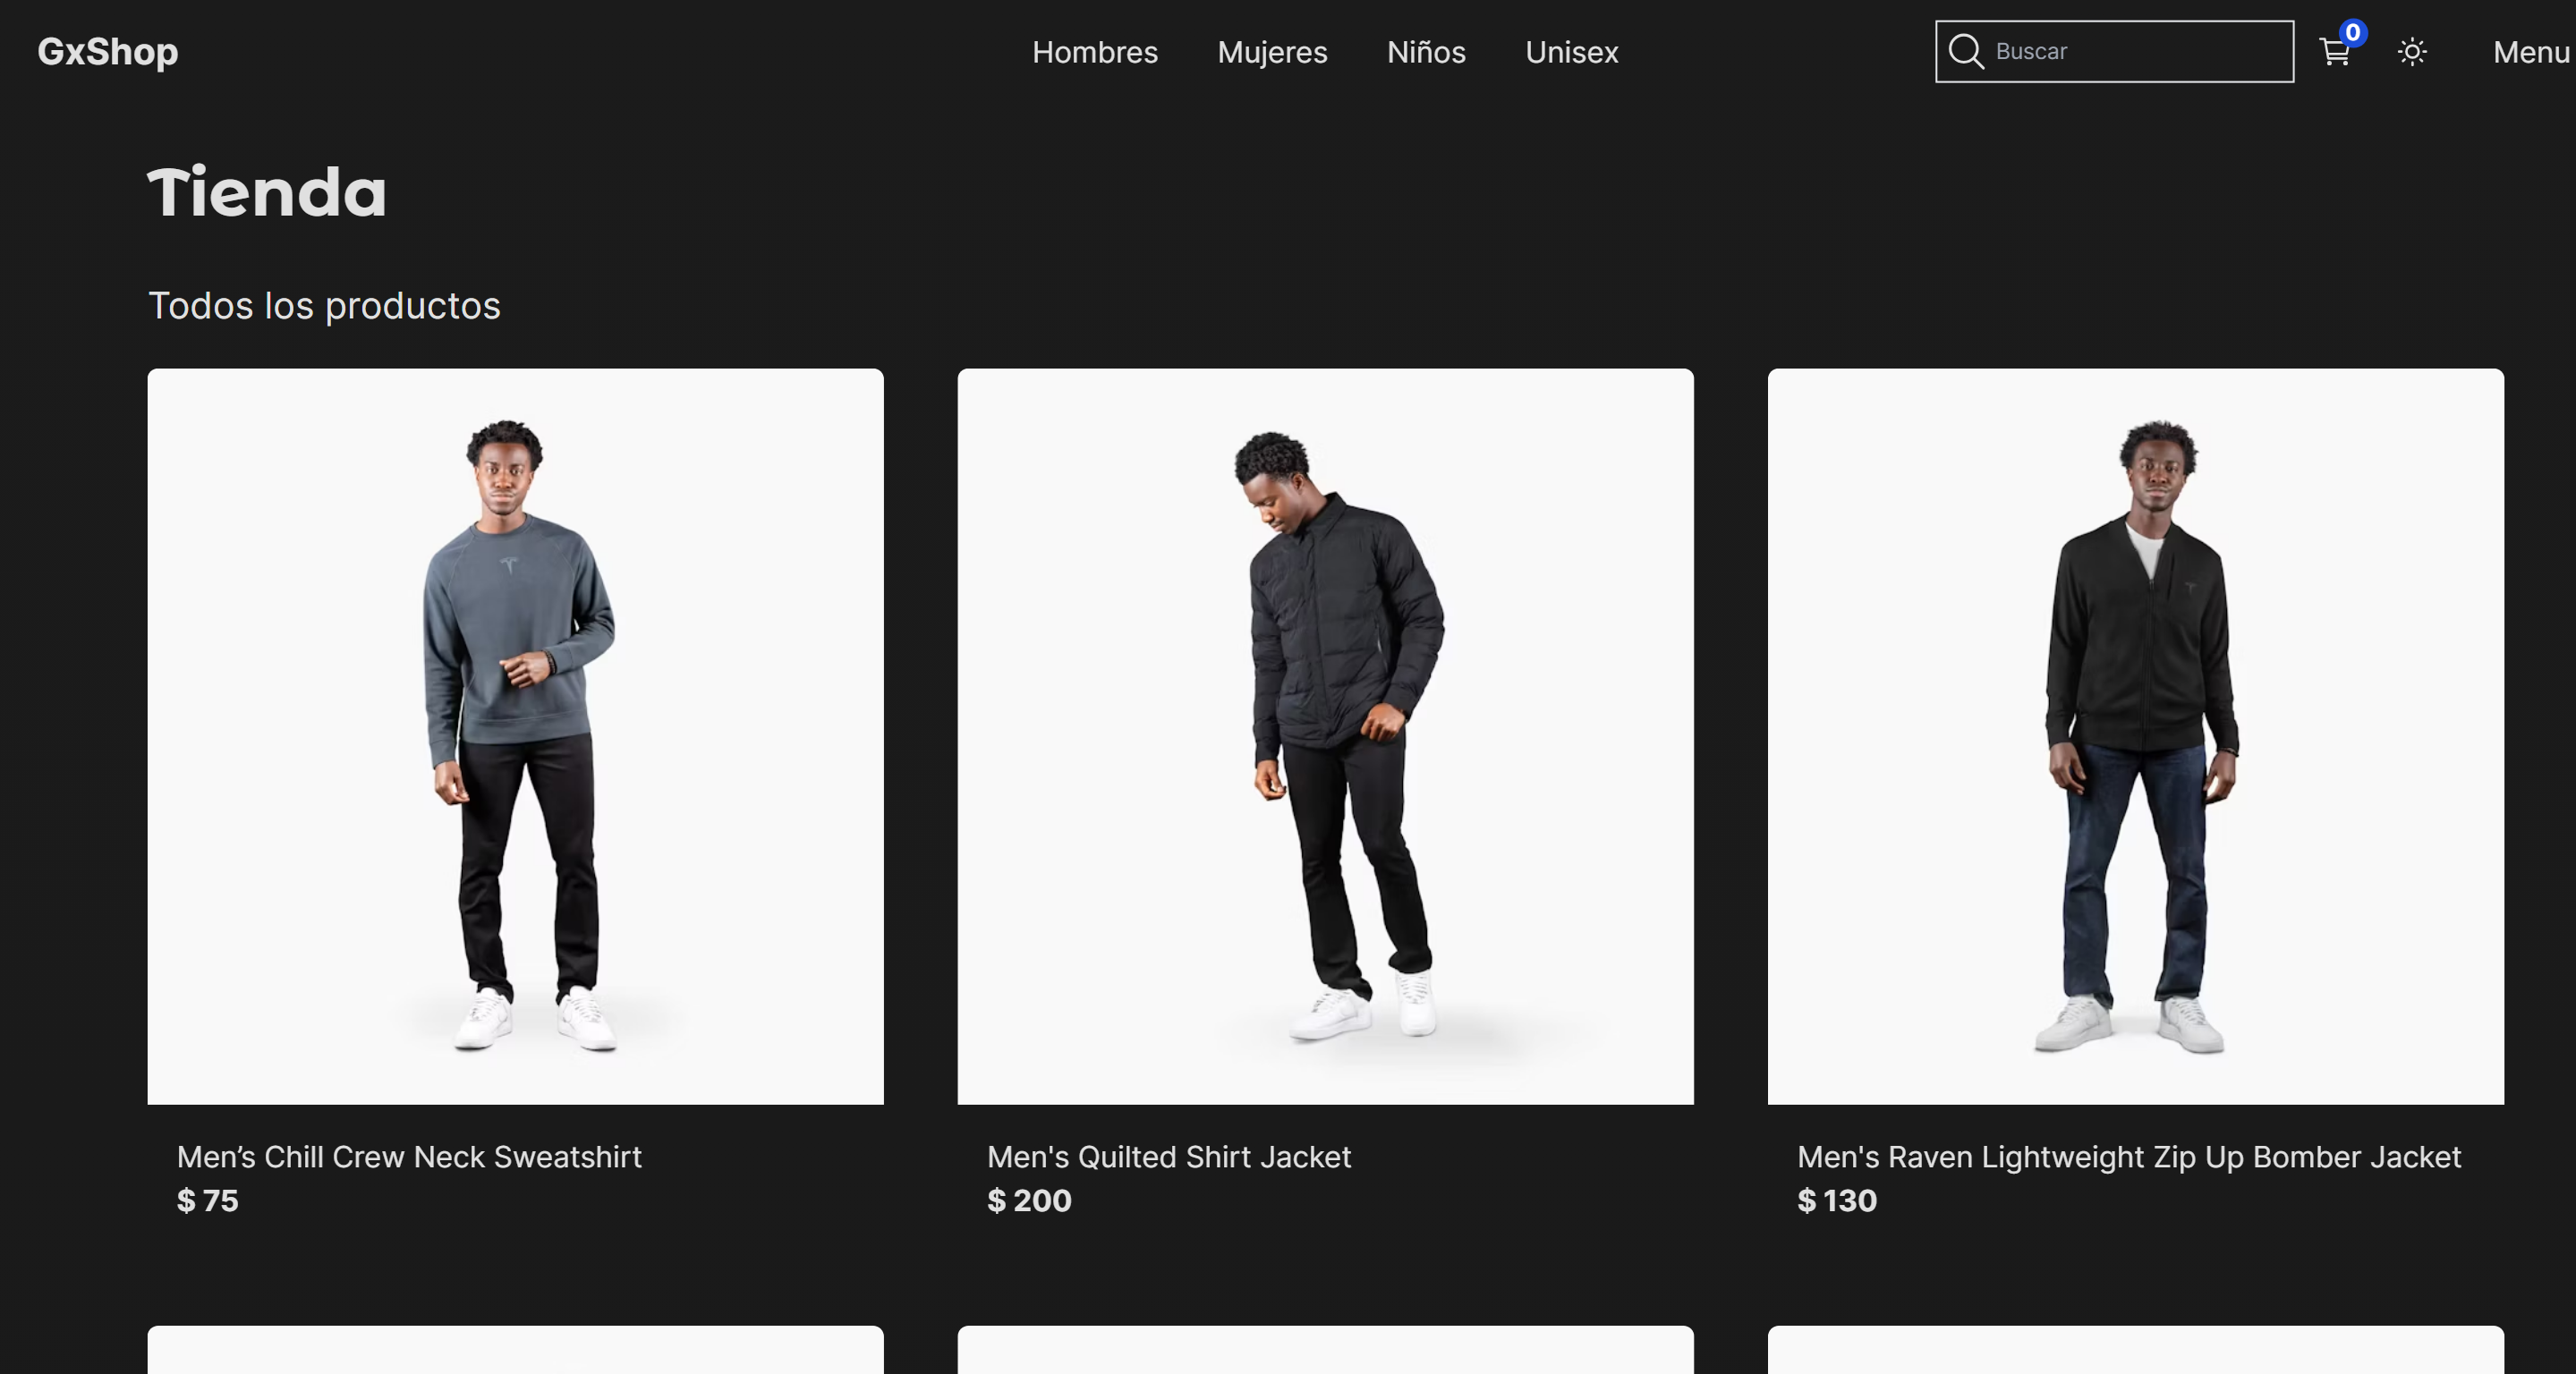 GxShop
Hombres Mujeres Niños Unisex
Buscar
0
Menu
Tienda
Todos los productos
Men’s Chill Crew Neck Sweatshirt
$ 75
Men's Quilted Shirt Jacket
$ 200
Men's Raven Lightweight Zip Up Bomber Jacket
$ 130